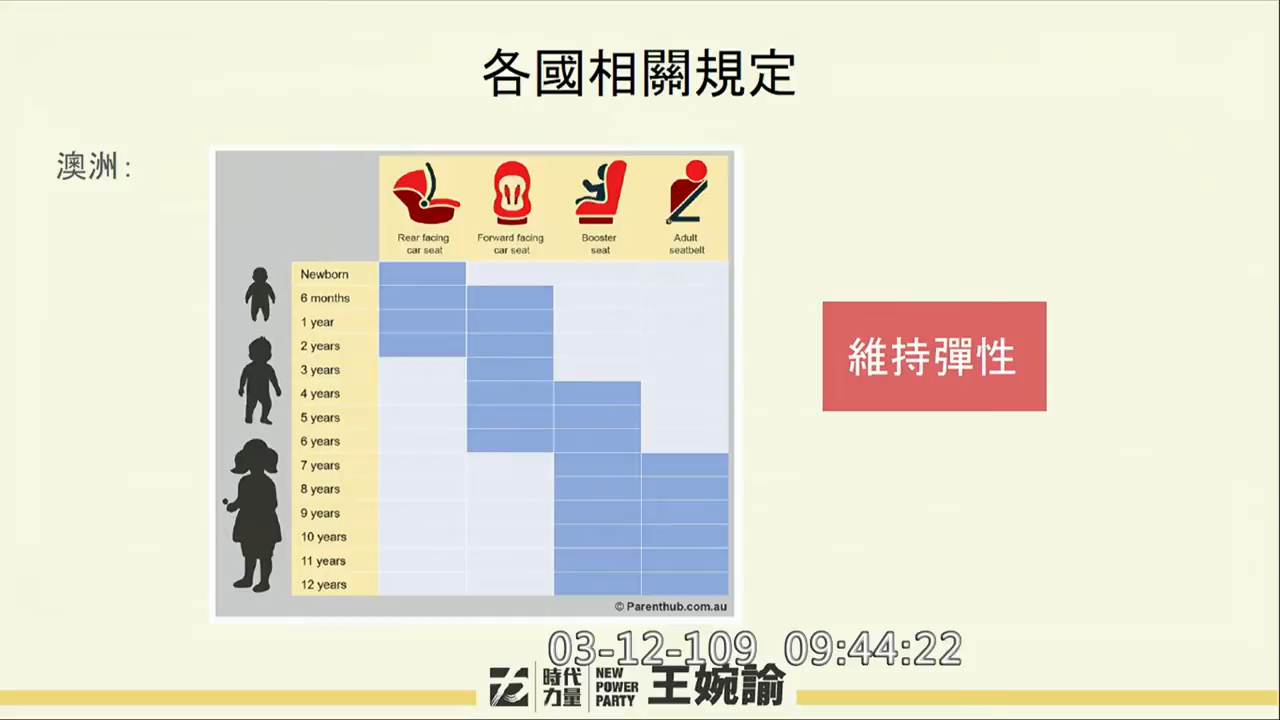 各國相關規定
澳洲:
Rear facing
car seat
Forward facing
car seat
Booster
seat
Adult
seatbelt
Newborn
6 months
1 year
2 years
3 years
4 years
5 years
6 years
7 years
8 years
9 years
10 years
11 years
12 years
© Parenthub.com.au
維持彈性
03-12-109 09:44:22
時代
力量
NEW
POWER
PARTY
王婉諭